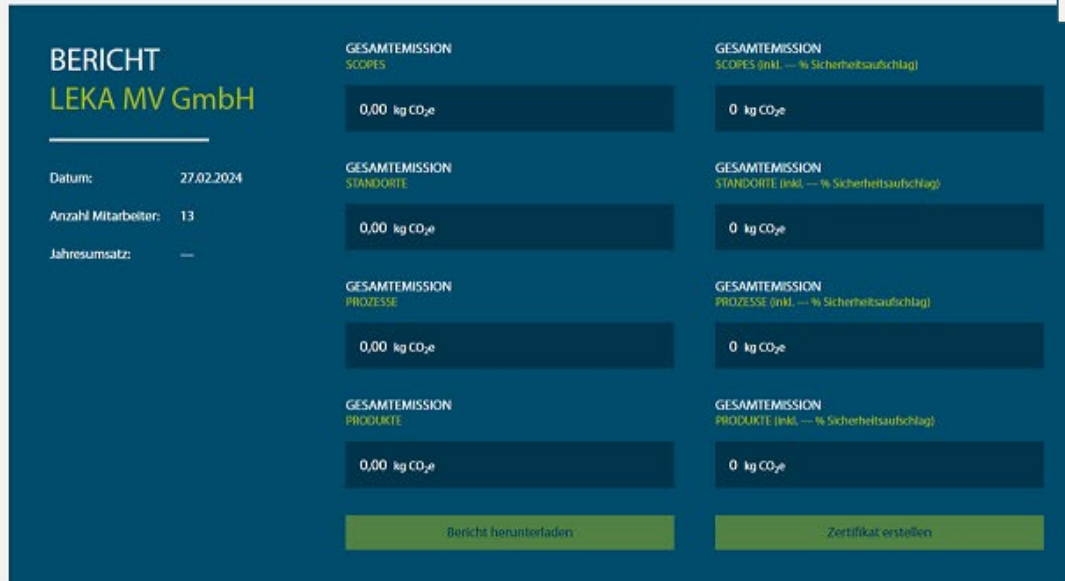 BERICHT
LEKA MV GmbH
Datum: 27.02.2024
Anzahl Mitarbeiter: 13
Jahresumsatz: —
GESAMTEMISSION
SCOPES
0,00 kg CO₂e
GESAMTEMISSION
SCOPES (inkl. — % Sicherheitsaufschlag)
0 kg CO₂e
GESAMTEMISSION
STANDORTE
0,00 kg CO₂e
GESAMTEMISSION
STANDORTE (inkl. — % Sicherheitsaufschlag)
0 kg CO₂e
GESAMTEMISSION
PROZESSE
0,00 kg CO₂e
GESAMTEMISSION
PROZESSE (inkl. — % Sicherheitsaufschlag)
0 kg CO₂e
GESAMTEMISSION
PRODUKTE
0,00 kg CO₂e
GESAMTEMISSION
PRODUKTE (inkl. — % Sicherheitsaufschlag)
0 kg CO₂e
Bericht herunterladen
Zertifikat erstellen